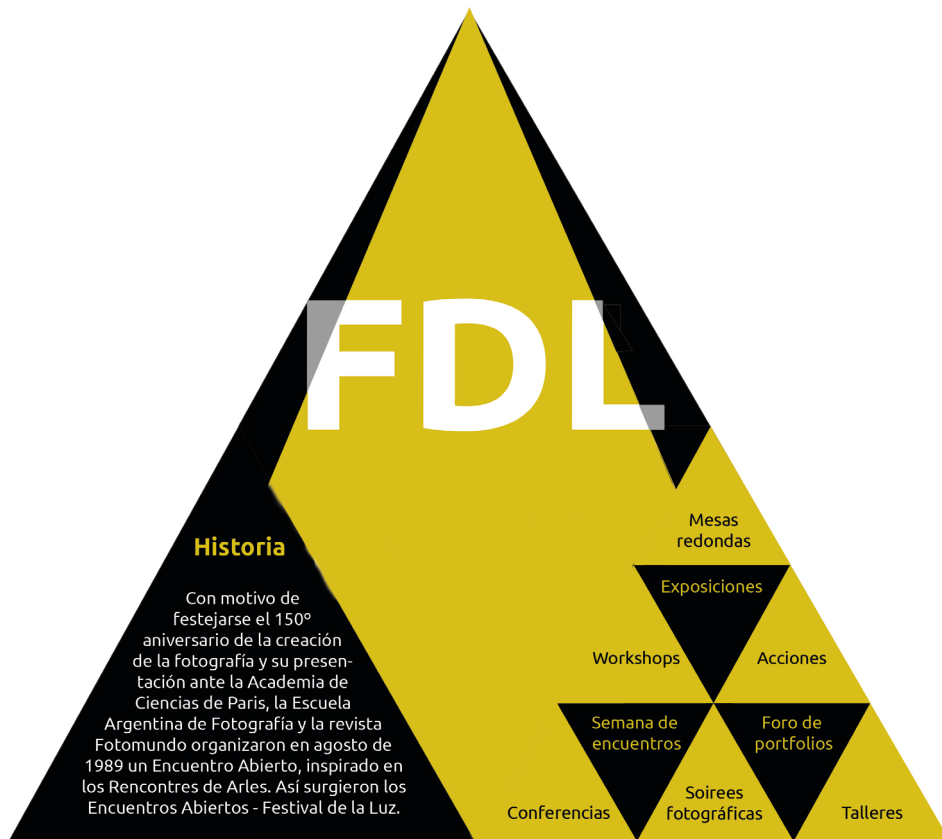 FDL
Historia
Con motivo de
festejarse el 150º
aniversario de la creación
de la fotografía y su presen-
tación ante la Academia de
Ciencias de Paris, la Escuela
Argentina de Fotografía y la revista
Fotomundo organizaron en agosto de
1989 un Encuentro Abierto, inspirado en
los Rencontres de Arles. Así surgieron los
Encuentros Abiertos - Festival de la Luz.
Mesas
redondas
Exposiciones
Workshops
Acciones
Semana de
encuentros
Foro de
portfolios
Conferencias
Soirees
fotográficas
Talleres